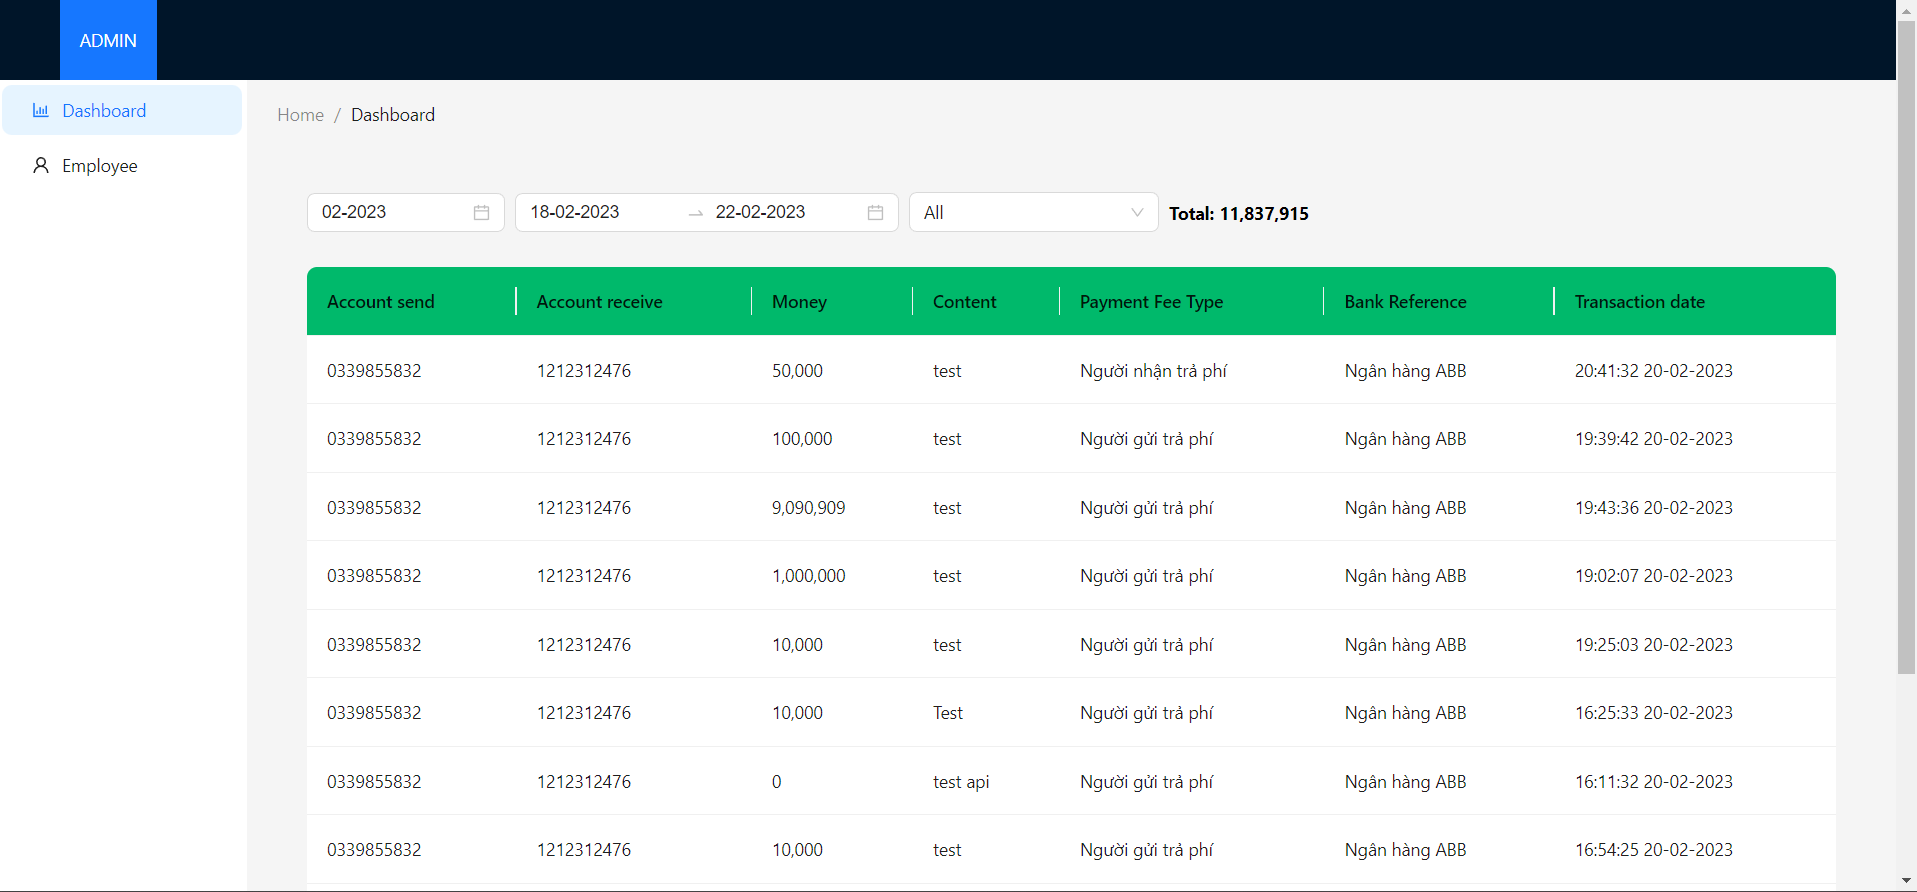 ADMIN
Dashboard
Employee
Home / Dashboard
02-2023 18-02-2023 22-02-2023 All Total: 11,837,915
Account send Account receive Money Content Payment Fee Type Bank Reference Transaction date
0339855832 1212312476 50,000 test Người nhận trả phí Ngân hàng ABB 20:41:32 20-02-2023
0339855832 1212312476 100,000 test Người gửi trả phí Ngân hàng ABB 19:39:42 20-02-2023
0339855832 1212312476 9,090,909 test Người gửi trả phí Ngân hàng ABB 19:43:36 20-02-2023
0339855832 1212312476 1,000,000 test Người gửi trả phí Ngân hàng ABB 19:02:07 20-02-2023
0339855832 1212312476 10,000 test Người gửi trả phí Ngân hàng ABB 19:25:03 20-02-2023
0339855832 1212312476 10,000 Test Người gửi trả phí Ngân hàng ABB 16:25:33 20-02-2023
0339855832 1212312476 0 test api Người gửi trả phí Ngân hàng ABB 16:11:32 20-02-2023
0339855832 1212312476 10,000 test Người gửi trả phí Ngân hàng ABB 16:54:25 20-02-2023